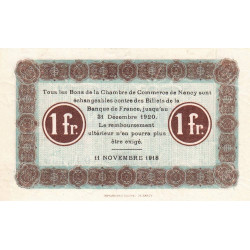 Tous les Bons de la Chambre de Commerce de Nancy sont
échangeables contre des Billets de la
Banque de France, jusqu'au
31 Décembre 1920.
Le remboursement
ultérieur n'en pourra plus
être exigé.
1 fr.
1 fr.
11 NOVEMBRE 1918